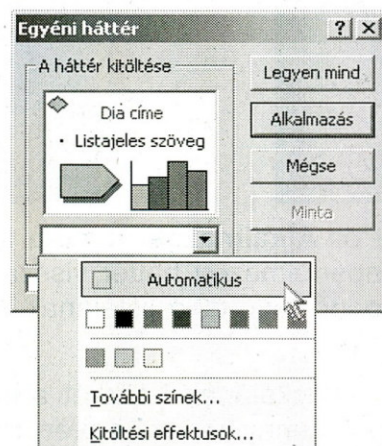 Egyéni háttér
A háttér kitöltése
Dia címe
• Listajeles szöveg
Legyen mind
Alkalmazás
Mégse
Minta
Automatikus
További színek...
Kitöltési effektusok...